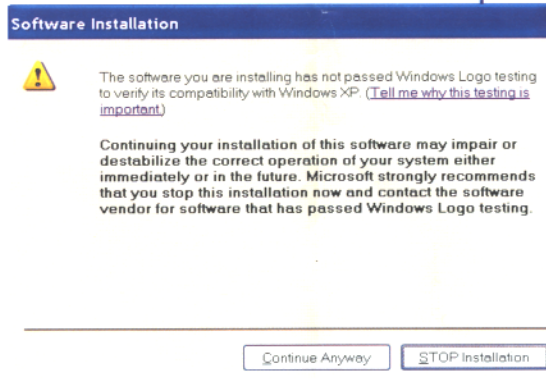 Software Installation
The software you are installing has not passed Windows Logo testing
to verify its compatibility with Windows XP. (Tell me why this testing is
important.)
Continuing your installation of this software may impair or
destabilize the correct operation of your system either
immediately or in the future. Microsoft strongly recommends
that you stop this installation now and contact the software
vendor for software that has passed Windows Logo testing.
Continue Anyway STOP Installation